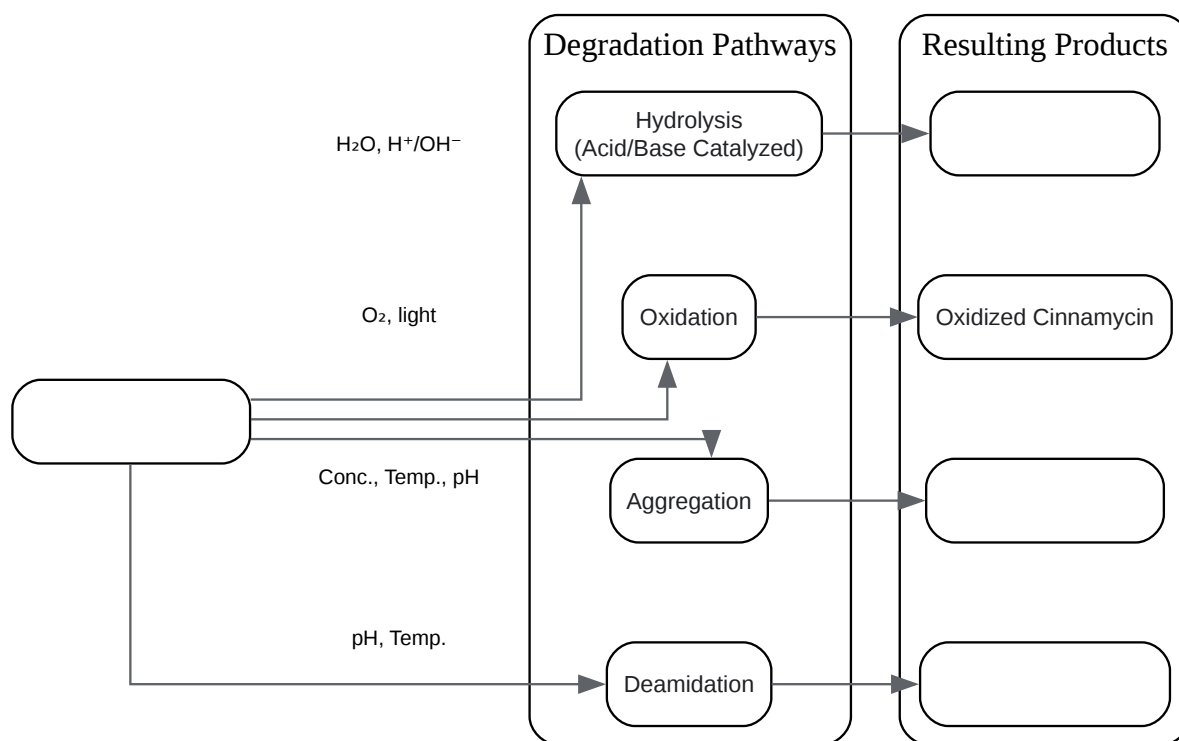 Degradation Pathways
Resulting Products
H₂O, H⁺/OH⁻
Hydrolysis
(Acid/Base Catalyzed)
O₂, light
Oxidation
Oxidized Cinnamycin
Conc., Temp., pH
Aggregation
pH, Temp.
Deamidation